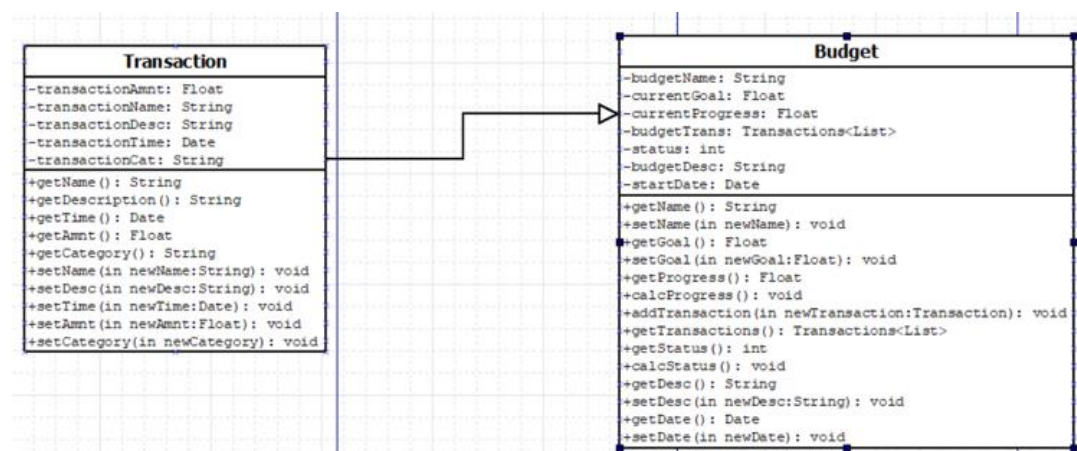 Transaction
-transactionAmnt: Float
-transactionName: String
-transactionDesc: String
-transactionTime: Date
-transactionCat: String
+getName(): String
+getDescription(): String
+getTime(): Date
+getAmnt(): Float
+getCategory(): String
+setName(in newName:String): void
+setDesc(in newDesc:String): void
+setTime(in newTime:Date): void
+setAmnt(in newAmnt:Float): void
+setCategory(in newCategory): void
Budget
-budgetName: String
-currentGoal: Float
-currentProgress: Float
-budgetTrans: Transactions<List>
-status: int
-budgetDesc: String
-startDate: Date
+getName(): String
+setName(in newName): void
+getGoal(): Float
+setGoal(in newGoal:Float): void
+getProgress(): Float
+calcProgress(): void
+addTransaction(in newTransaction:Transaction): void
+getTransactions(): Transactions<List>
+getStatus(): int
+calcStatus(): void
+getDesc(): String
+setDesc(in newDesc:String): void
+getDate(): Date
+setDate(in newDate): void